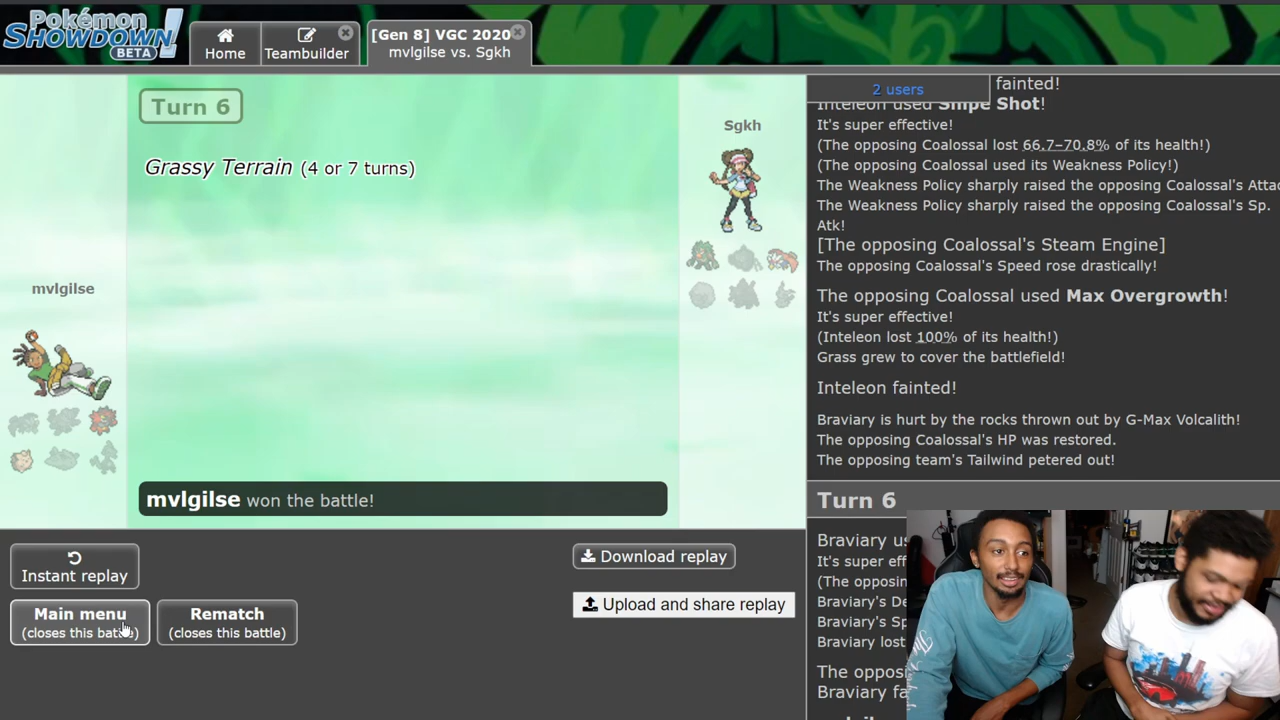 Pokémon
SHOWDOWN!
BETA
Home
Teambuilder
[Gen 8] VGC 2020
mvlgilse vs. Sgkh
Turn 6
Grassy Terrain (4 or 7 turns)
Sgkh
mvlgilse
mvlgilse won the battle!
Instant replay
Main menu
(closes this battle)
Rematch
(closes this battle)
Download replay
Upload and share replay
2 users
fainted!
Inteleon used Snipe Shot!
It's super effective!
(The opposing Coalossal lost 66.7–70.8% of its health!)
(The opposing Coalossal used its Weakness Policy!)
The Weakness Policy sharply raised the opposing Coalossal's Attac
The Weakness Policy sharply raised the opposing Coalossal's Sp.
Atk!
[The opposing Coalossal's Steam Engine]
The opposing Coalossal's Speed rose drastically!
The opposing Coalossal used Max Overgrowth!
It's super effective!
(Inteleon lost 100% of its health!)
Grass grew to cover the battlefield!
Inteleon fainted!
Braviary is hurt by the rocks thrown out by G-Max Volcalith!
The opposing Coalossal's HP was restored.
The opposing team's Tailwind petered out!
Turn 6
Braviary us
It's super eff
(The opposin
Braviary's De
Braviary's Sp
Braviary lost
The oppos
Braviary fa